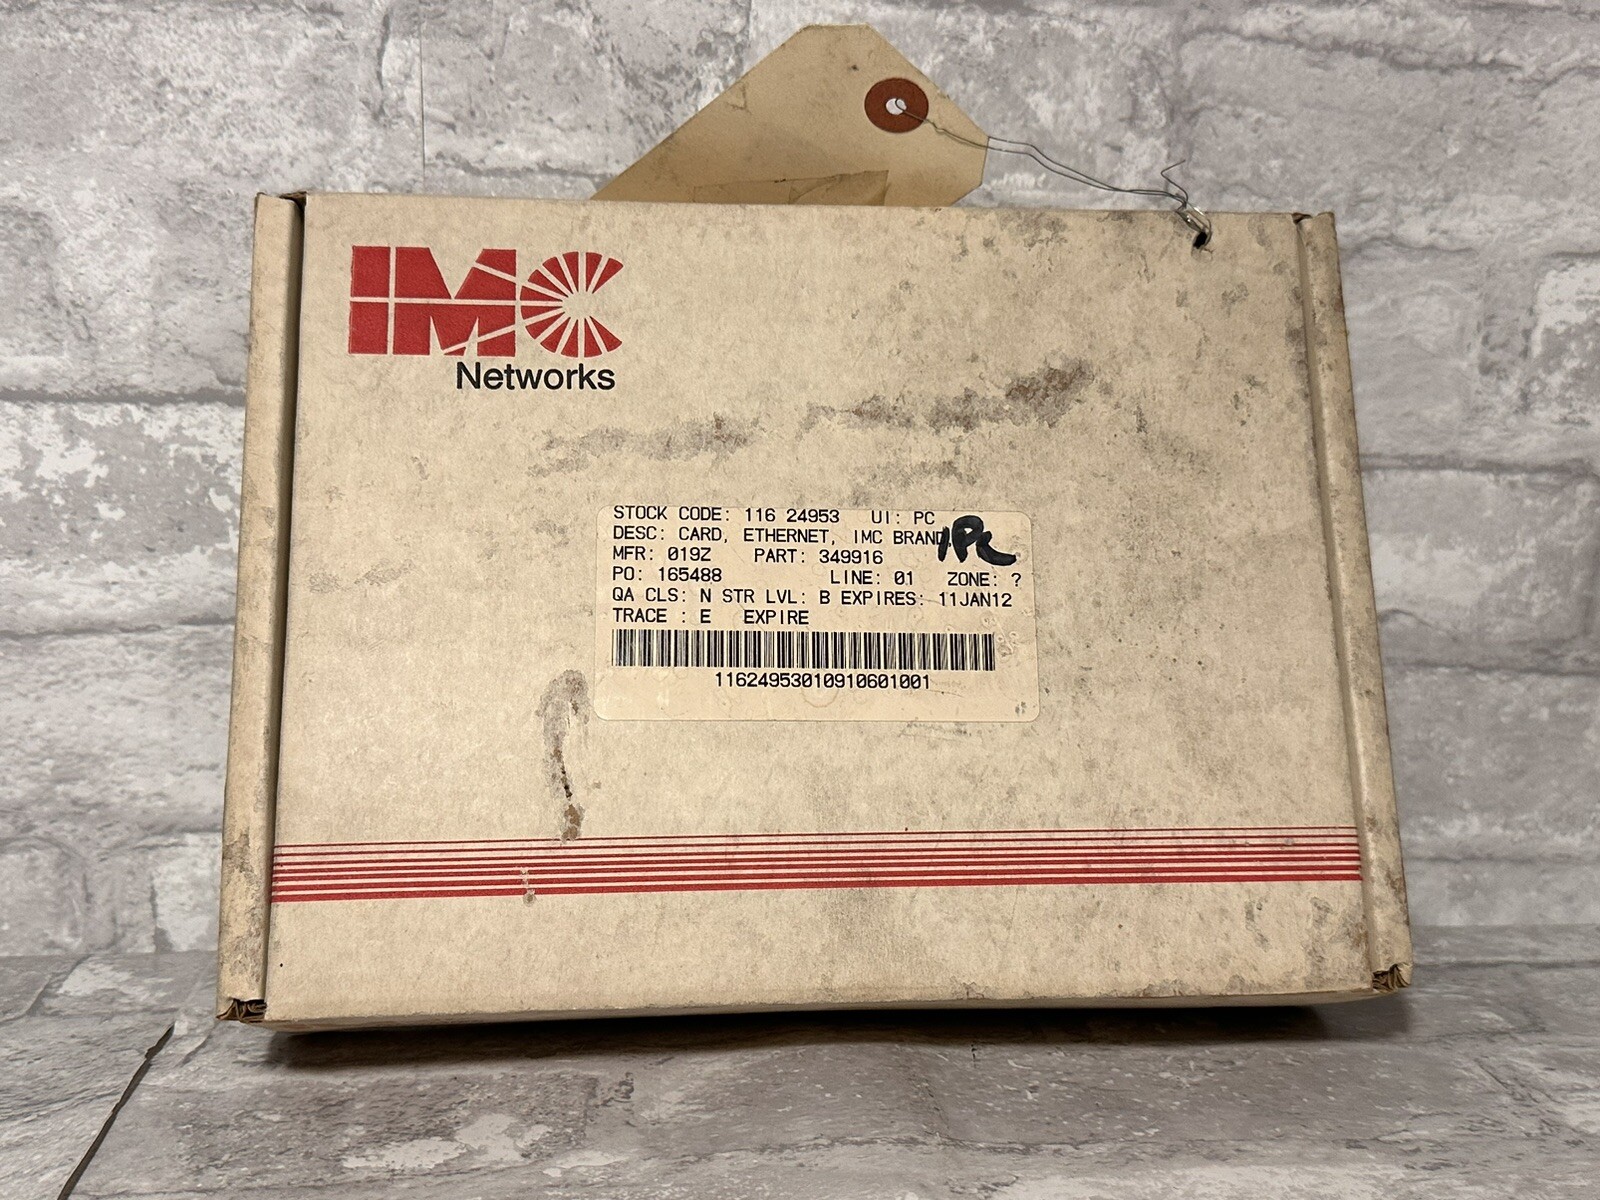 IMC
Networks
STOCK CODE: 116 24953 UI: PC
DESC: CARD, ETHERNET, IMC BRAND
1PC
MFR: 019Z PART: 349916
PO: 165488 LINE: 01 ZONE: ?
QA CLS: N STR LVL: B EXPIRES: 11JAN12
TRACE : E EXPIRE
11624953010910601001